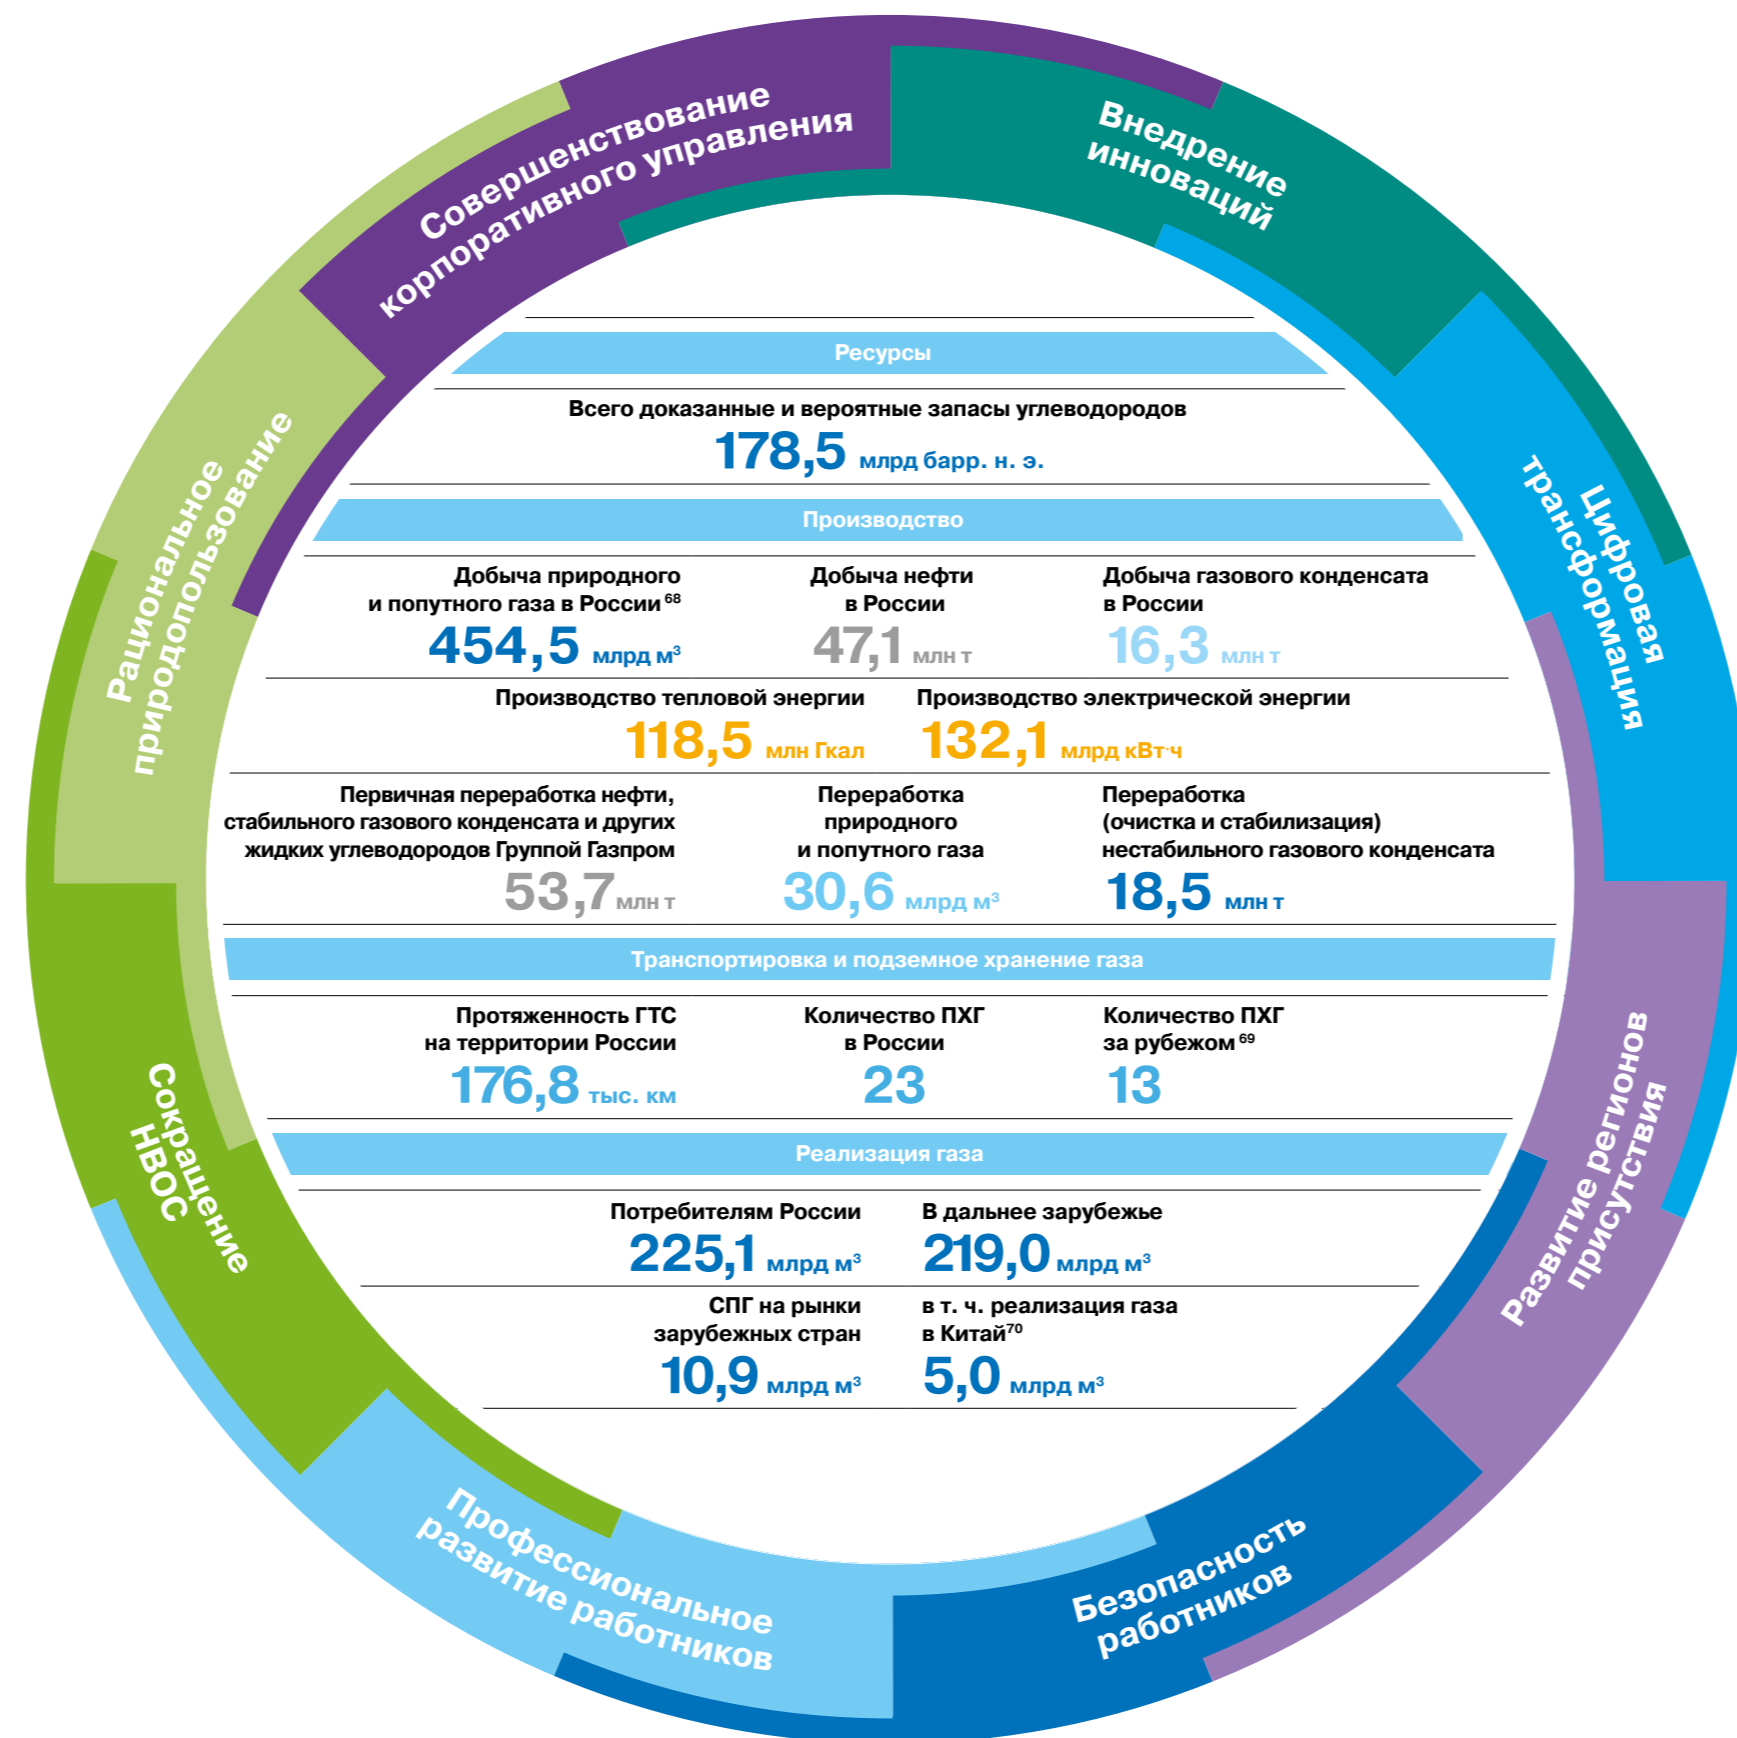 Совершенствование
корпоративного управления
Внедрение
инноваций
Цифровая
трансформация
Развитие регионов
присутствия
Безопасность
работников
Профессиональное
развитие работников
Сокращение
НВОС
Рациональное
природопользование
Ресурсы
Всего доказанные и вероятные запасы углеводородов
178,5 млрд барр. н. э.
Производство
Добыча природного
и попутного газа в России 68
454,5 млрд м³
Добыча нефти
в России
47,1 млн т
Добыча газового конденсата
в России
16,3 млн т
Производство тепловой энергии
118,5 млн Гкал
Производство электрической энергии
132,1 млрд кВт·ч
Первичная переработка нефти,
стабильного газового конденсата и других
жидких углеводородов Группой Газпром
53,7 млн т
Переработка
природного
и попутного газа
30,6 млрд м³
Переработка
(очистка и стабилизация)
нестабильного газового конденсата
18,5 млн т
Транспортировка и подземное хранение газа
Протяженность ГТС
на территории России
176,8 тыс. км
Количество ПХГ
в России
23
Количество ПХГ
за рубежом 69
13
Реализация газа
Потребителям России
225,1 млрд м³
В дальнее зарубежье
219,0 млрд м³
СПГ на рынки
зарубежных стран
10,9 млрд м³
в т. ч. реализация газа
в Китай70
5,0 млрд м³